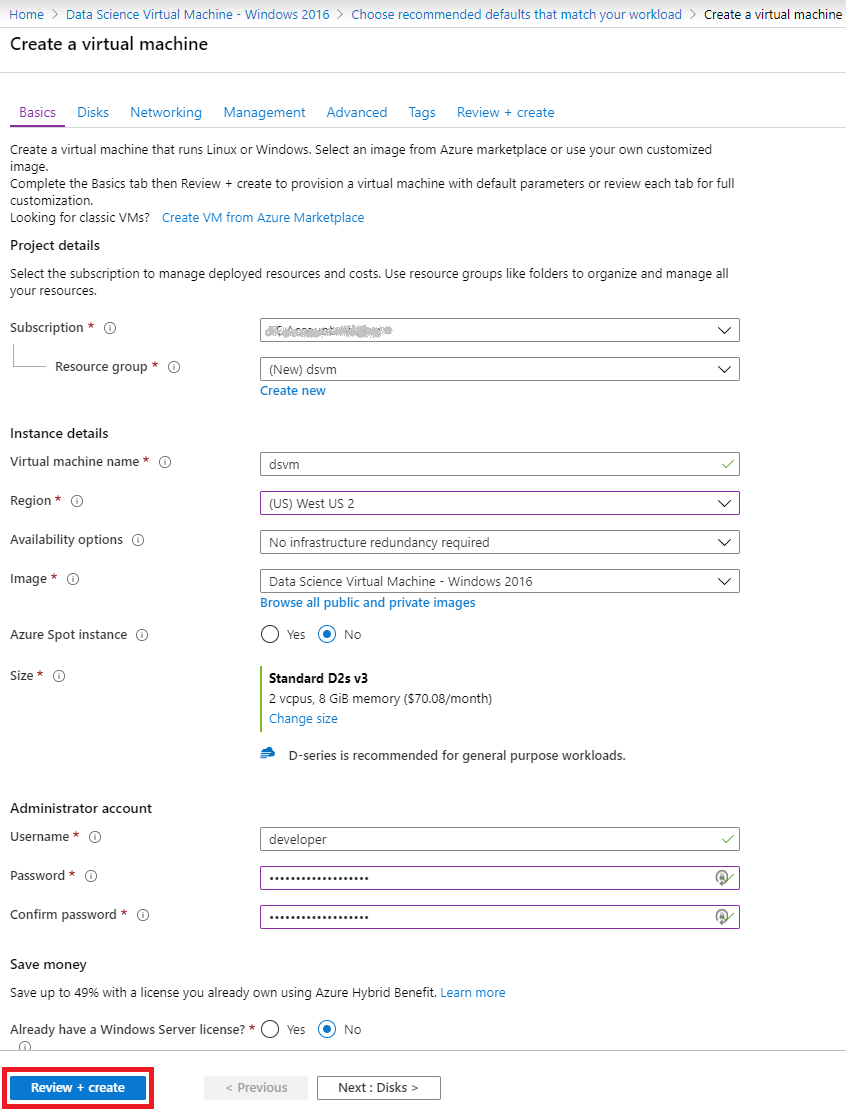 Home > Data Science Virtual Machine - Windows 2016 > Choose recommended defaults that match your workload > Create a virtual machine
Create a virtual machine
Basics Disks Networking Management Advanced Tags Review + create
Create a virtual machine that runs Linux or Windows. Select an image from Azure marketplace or use your own customized
image.
Complete the Basics tab then Review + create to provision a virtual machine with default parameters or review each tab for full
customization.
Looking for classic VMs? Create VM from Azure Marketplace
Project details
Select the subscription to manage deployed resources and costs. Use resource groups like folders to organize and manage all
your resources.
Subscription *
Resource group * (New) dsvm
Create new
Instance details
Virtual machine name * dsvm
Region * (US) West US 2
Availability options No infrastructure redundancy required
Image * Data Science Virtual Machine - Windows 2016
Browse all public and private images
Azure Spot instance Yes No
Size * Standard D2s v3
2 vcpus, 8 GiB memory ($70.08/month)
Change size
D-series is recommended for general purpose workloads.
Administrator account
Username * developer
Password * •••••••••••••••••••
Confirm password * •••••••••••••••••••
Save money
Save up to 49% with a license you already own using Azure Hybrid Benefit. Learn more
Already have a Windows Server license? * Yes No
Review + create < Previous Next : Disks >